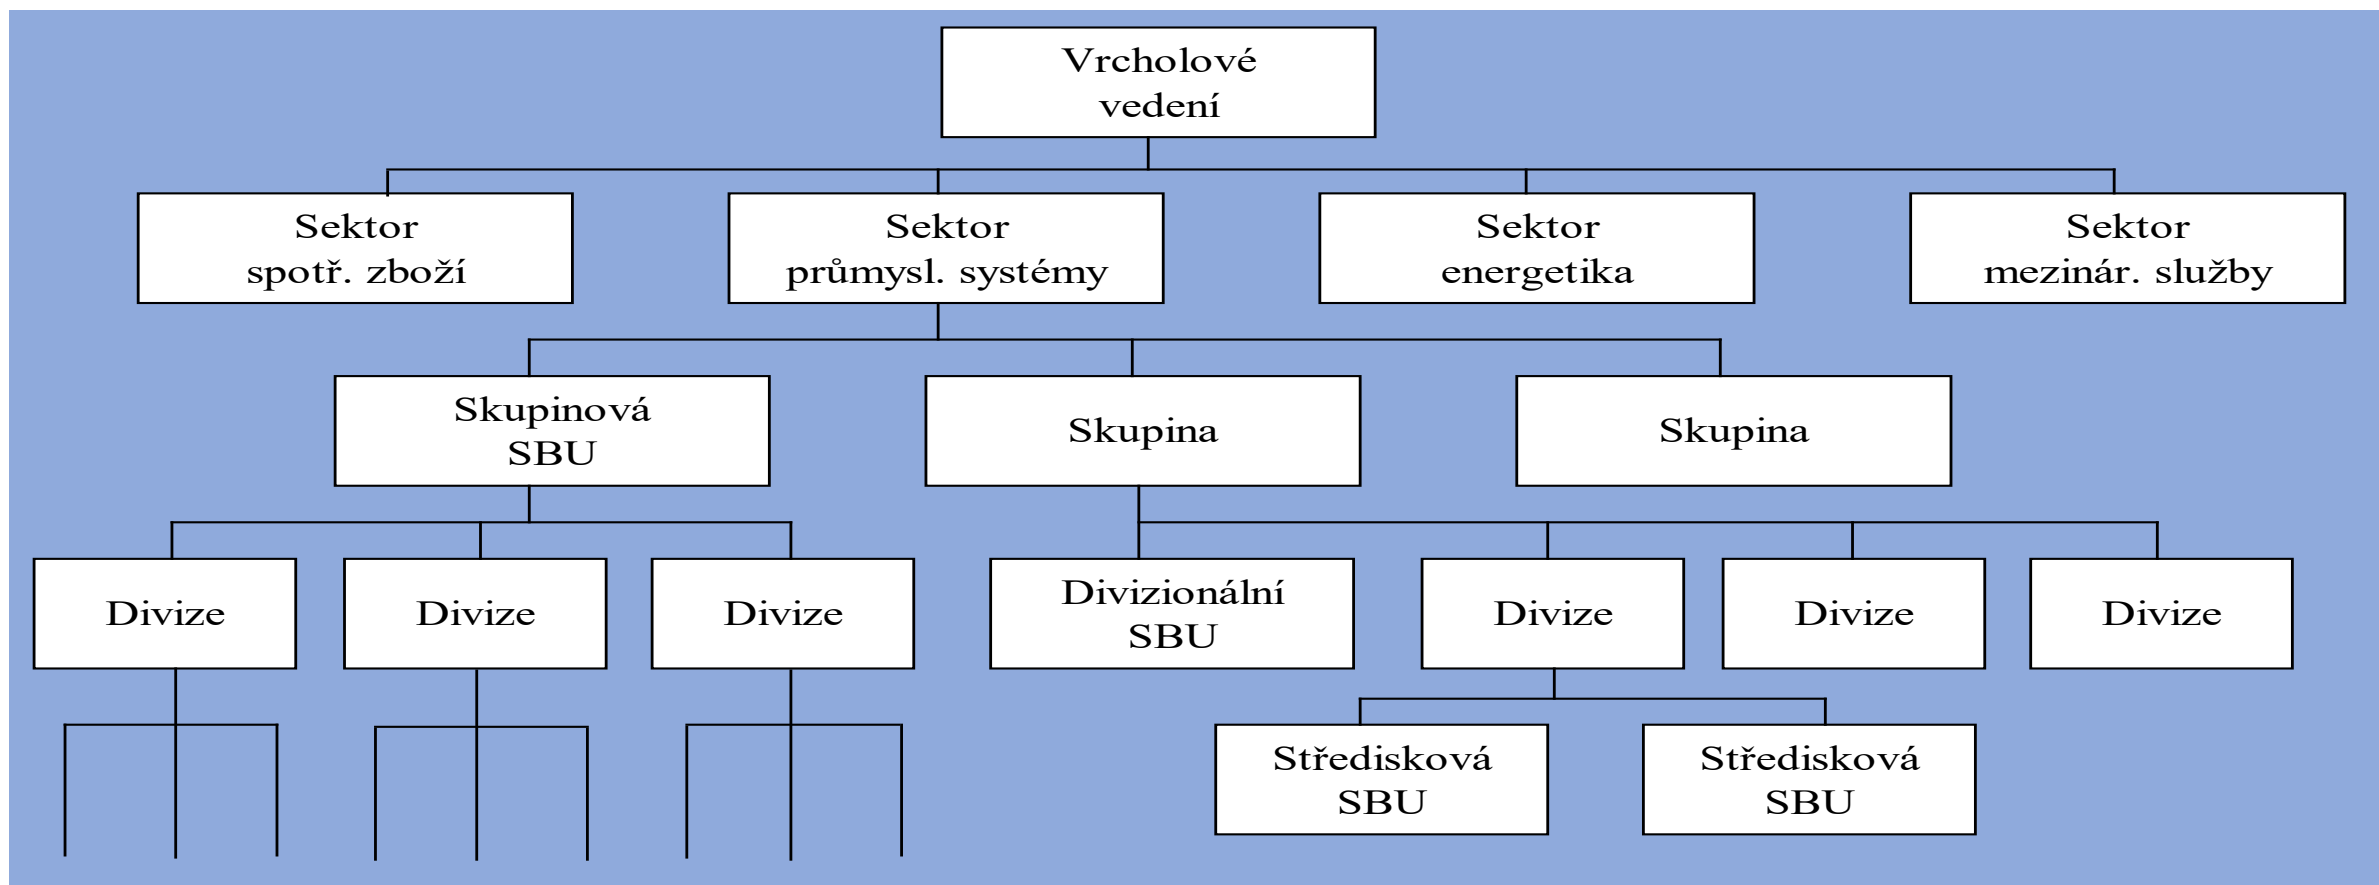 Vrcholové
vedení
Sektor
spotř. zboží
Sektor
průmysl. systémy
Sektor
energetika
Sektor
mezinár. služby
Skupinová
SBU
Skupina
Skupina
Divize
Divize
Divize
Divizionální
SBU
Divize
Divize
Divize
Středisková
SBU
Středisková
SBU